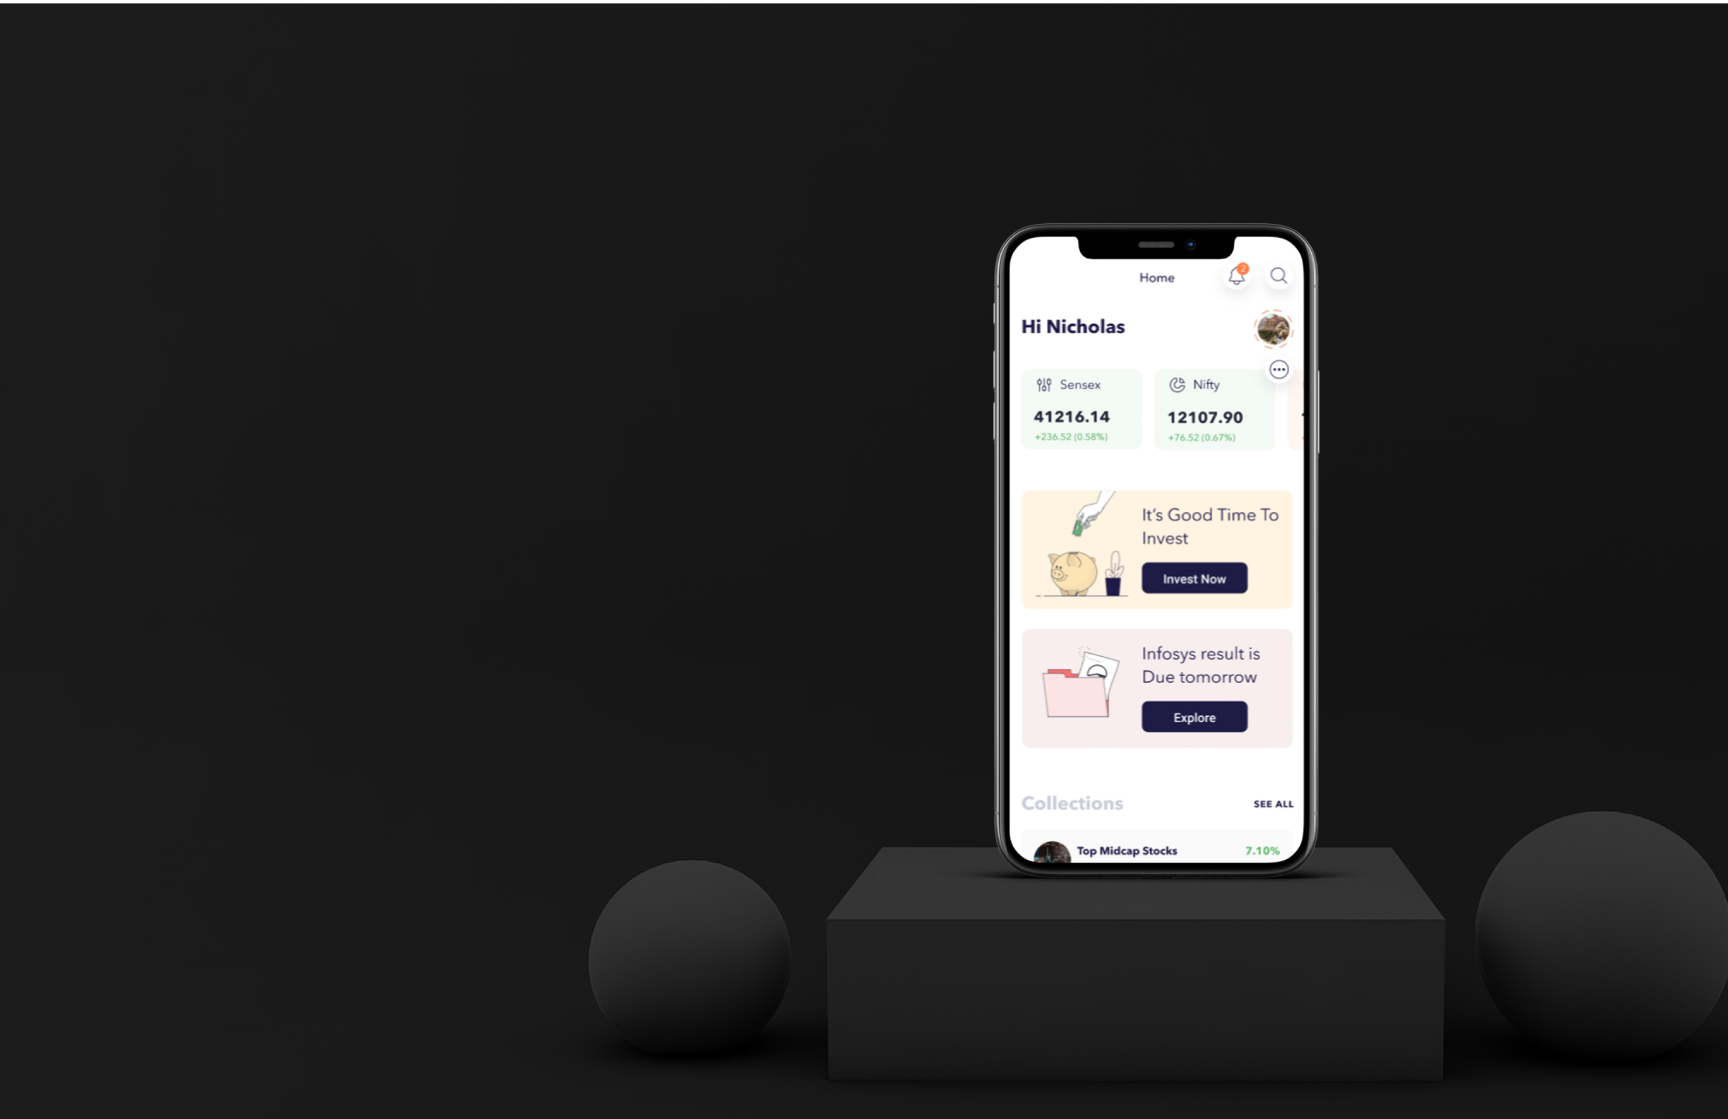 Home
2
Hi Nicholas
Sensex
41216.14
+236.52 (0.58%)
Nifty
12107.90
+76.52 (0.67%)
It's Good Time To
Invest
Invest Now
Infosys result is
Due tomorrow
Explore
Collections
SEE ALL
Top Midcap Stocks
7.10%